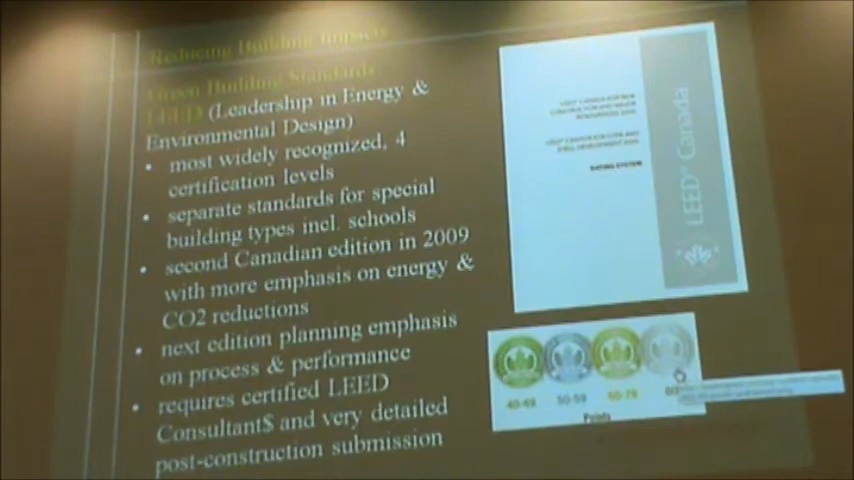 Reducing Building Impacts
Green Building Standards
LEED (Leadership in Energy &
Environmental Design)
• most widely recognized, 4
certification levels
• separate standards for special
building types incl. schools
• second Canadian edition in 2009
with more emphasis on energy &
CO2 reductions
• next edition planning emphasis
on process & performance
• requires certified LEED
Consultant$ and very detailed
post-construction submission
RATING SYSTEM
LEED Canada
40-49 50-59 60-79
Points